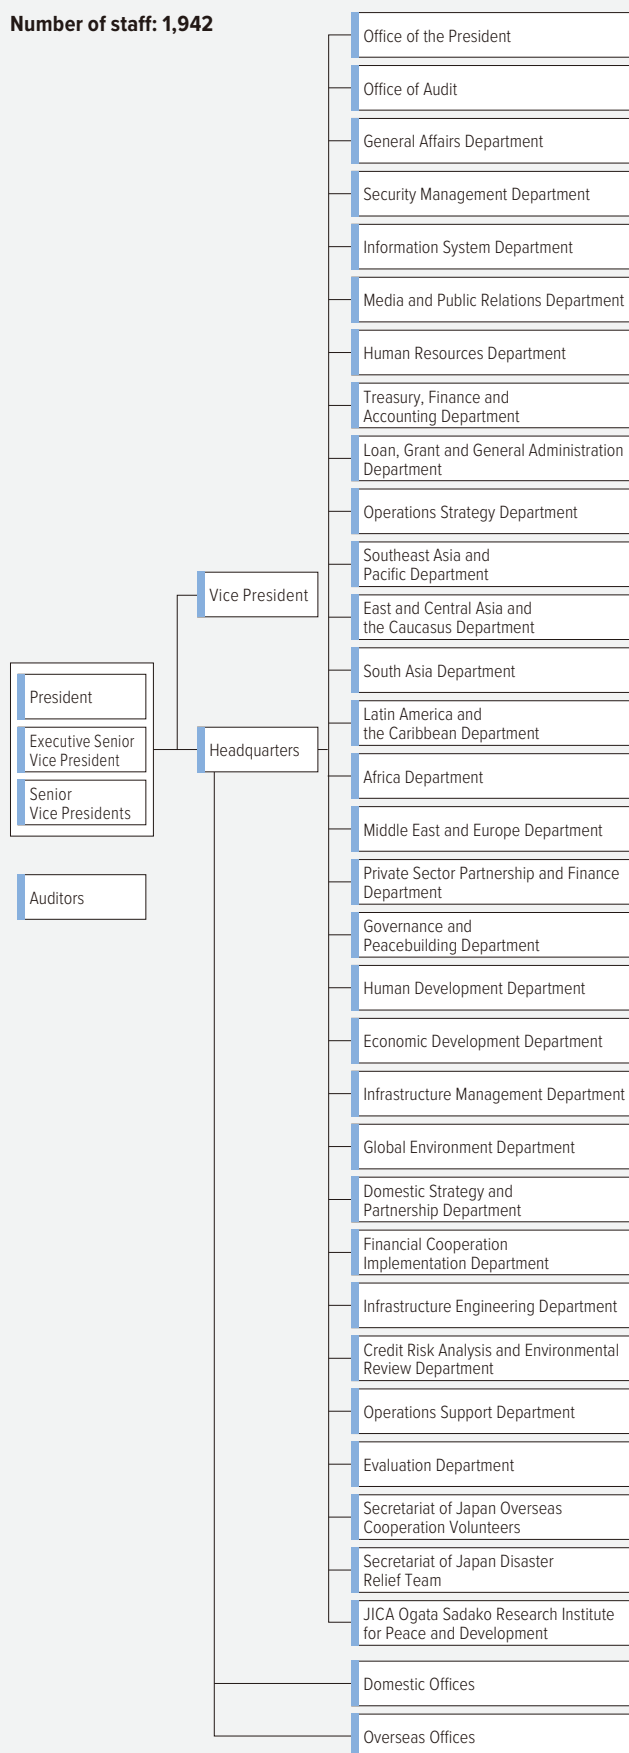 Number of staff: 1,942
President
Executive Senior
Vice President
Senior
Vice Presidents
Auditors
Vice President
Headquarters
Office of the President
Office of Audit
General Affairs Department
Security Management Department
Information System Department
Media and Public Relations Department
Human Resources Department
Treasury, Finance and
Accounting Department
Loan, Grant and General Administration
Department
Operations Strategy Department
Southeast Asia and
Pacific Department
East and Central Asia and
the Caucasus Department
South Asia Department
Latin America and
the Caribbean Department
Africa Department
Middle East and Europe Department
Private Sector Partnership and Finance
Department
Governance and
Peacebuilding Department
Human Development Department
Economic Development Department
Infrastructure Management Department
Global Environment Department
Domestic Strategy and
Partnership Department
Financial Cooperation
Implementation Department
Infrastructure Engineering Department
Credit Risk Analysis and Environmental
Review Department
Operations Support Department
Evaluation Department
Secretariat of Japan Overseas
Cooperation Volunteers
Secretariat of Japan Disaster
Relief Team
JICA Ogata Sadako Research Institute
for Peace and Development
Domestic Offices
Overseas Offices